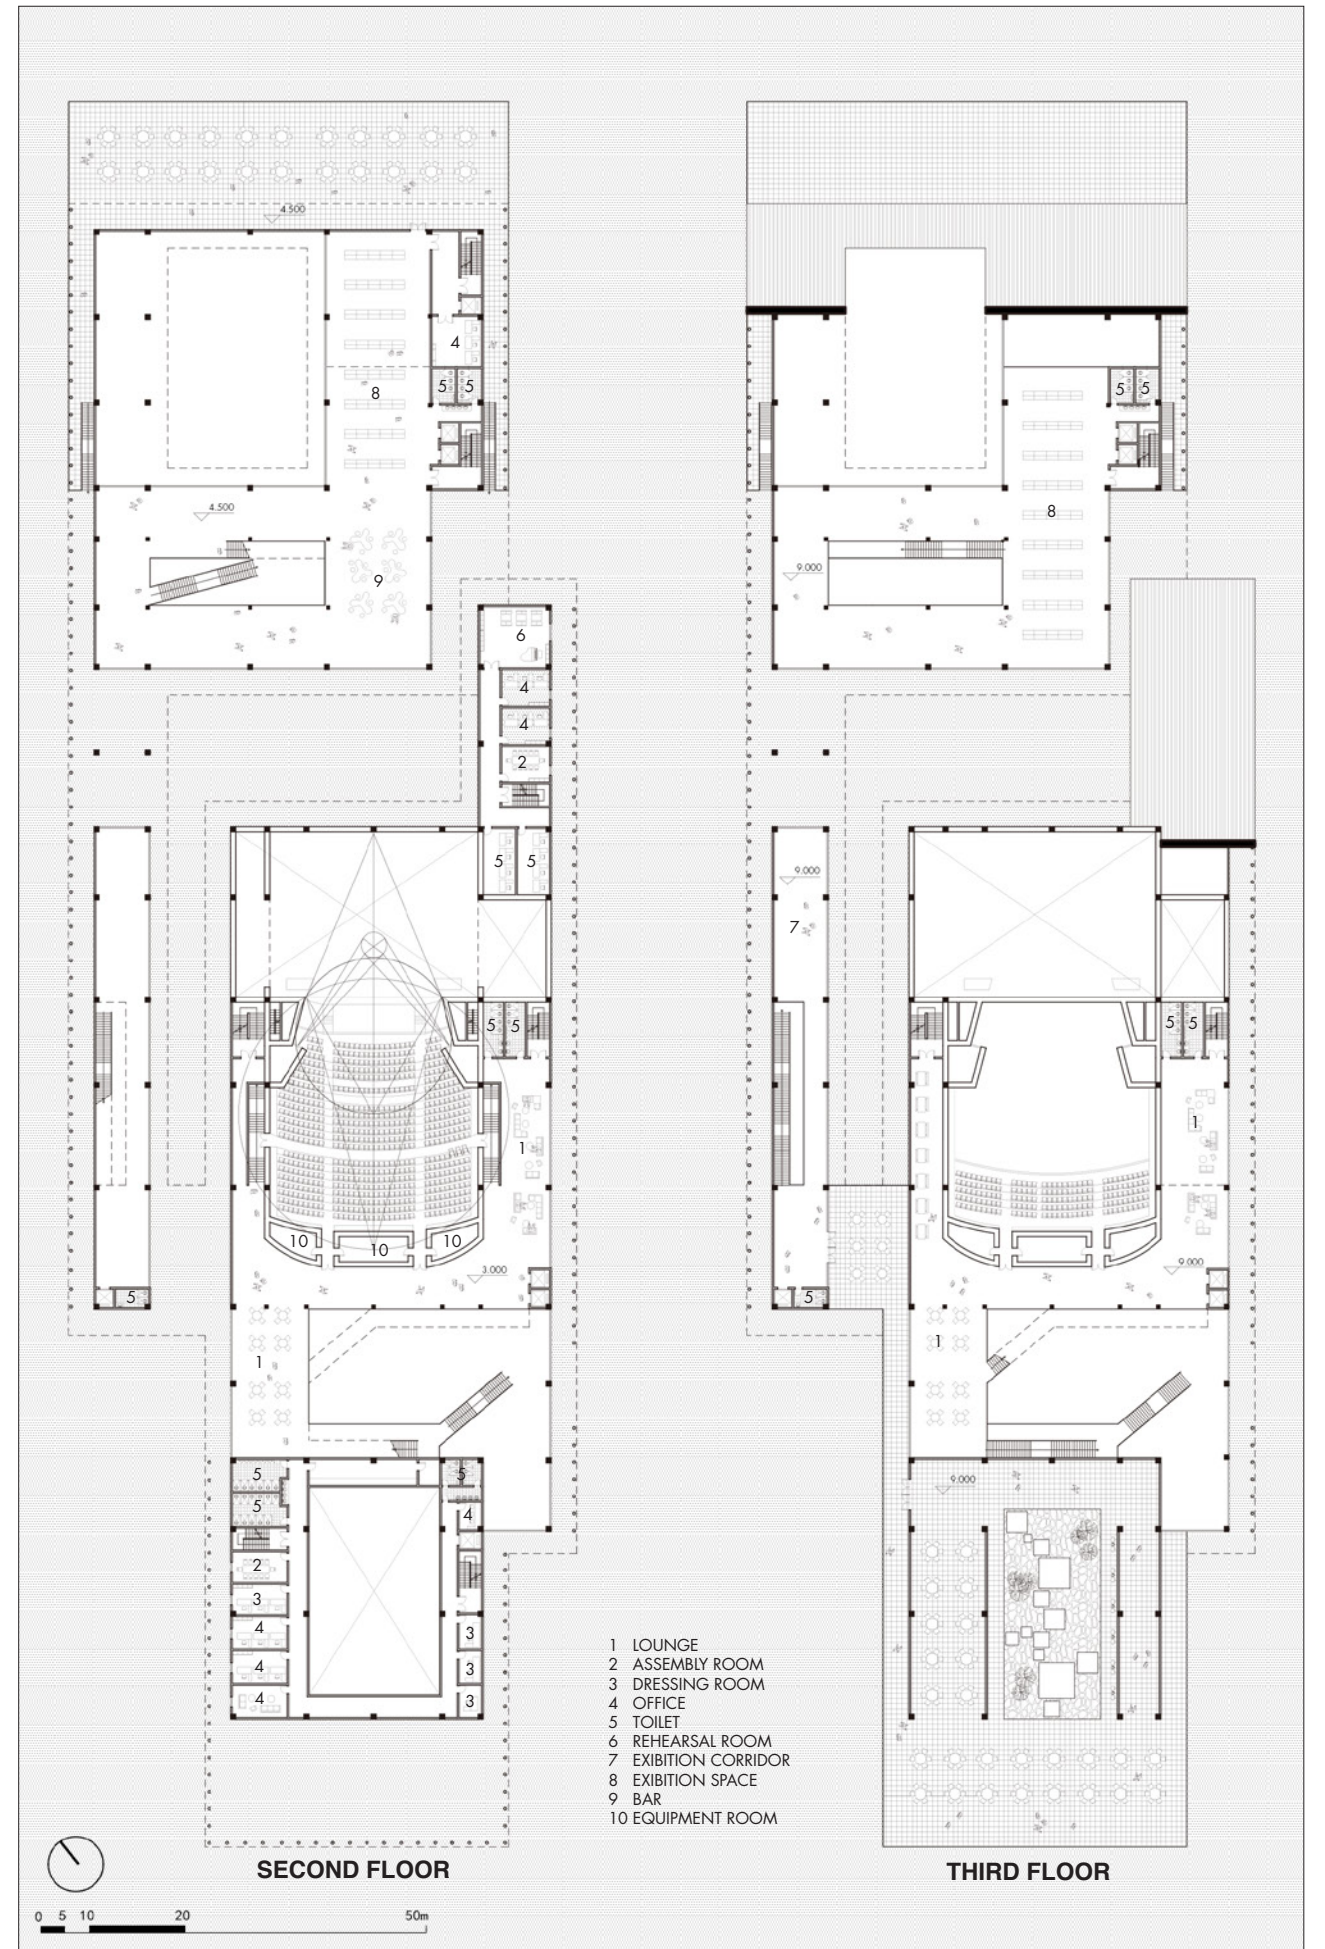 4.500
4
5 5
8
4.500
9
6
4
4
2
5 5
5 5
1
10 10 10
3.000
5
1
5
5
5
4
2
3
4
4
4
3
3
3
5 5
8
9.000
9.000
7
5 5
1
9.000
5
1
9.000
1 LOUNGE
2 ASSEMBLY ROOM
3 DRESSING ROOM
4 OFFICE
5 TOILET
6 REHEARSAL ROOM
7 EXIBITION CORRIDOR
8 EXIBITION SPACE
9 BAR
10 EQUIPMENT ROOM
SECOND FLOOR
THIRD FLOOR
0 5 10 20 50m